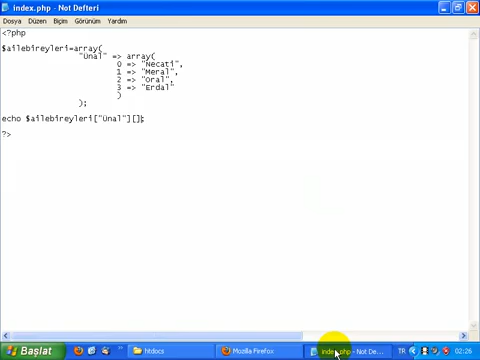 index.php - Not Defteri
Dosya Düzen Biçim Görünüm Yardım
<?php
$ailebireyleri=array(
"Ünal" => array(
0 => "Necati",
1 => "Meral",
2 => "Oral",
3 => "Erdal"
)
);
echo $ailebireyleri["Ünal"][];
?>
Başlat htdocs Mozilla Firefox index.php - Not De... TR 02:26